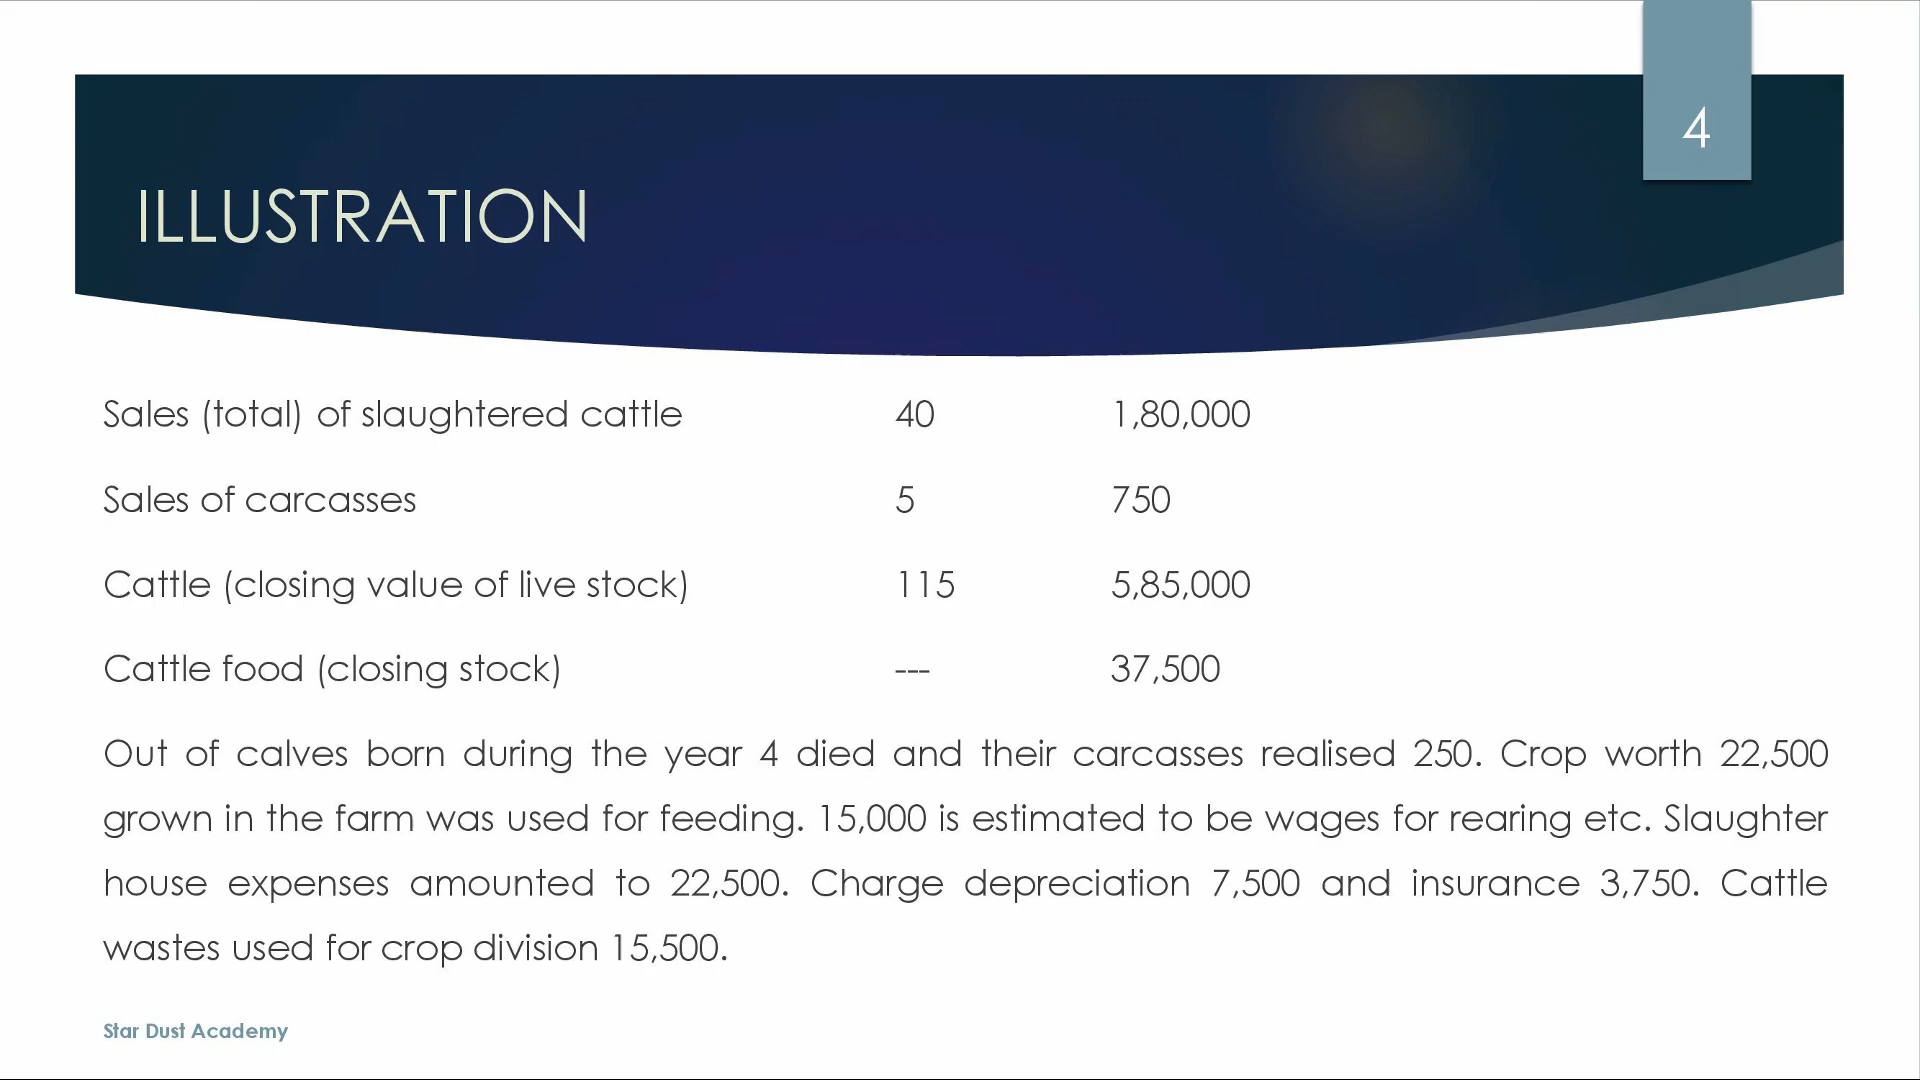 4
ILLUSTRATION
Sales (total) of slaughtered cattle 40 1,80,000
Sales of carcasses 5 750
Cattle (closing value of live stock) 115 5,85,000
Cattle food (closing stock) --- 37,500
Out of calves born during the year 4 died and their carcasses realised 250. Crop worth 22,500
grown in the farm was used for feeding. 15,000 is estimated to be wages for rearing etc. Slaughter
house expenses amounted to 22,500. Charge depreciation 7,500 and insurance 3,750. Cattle
wastes used for crop division 15,500.
Star Dust Academy